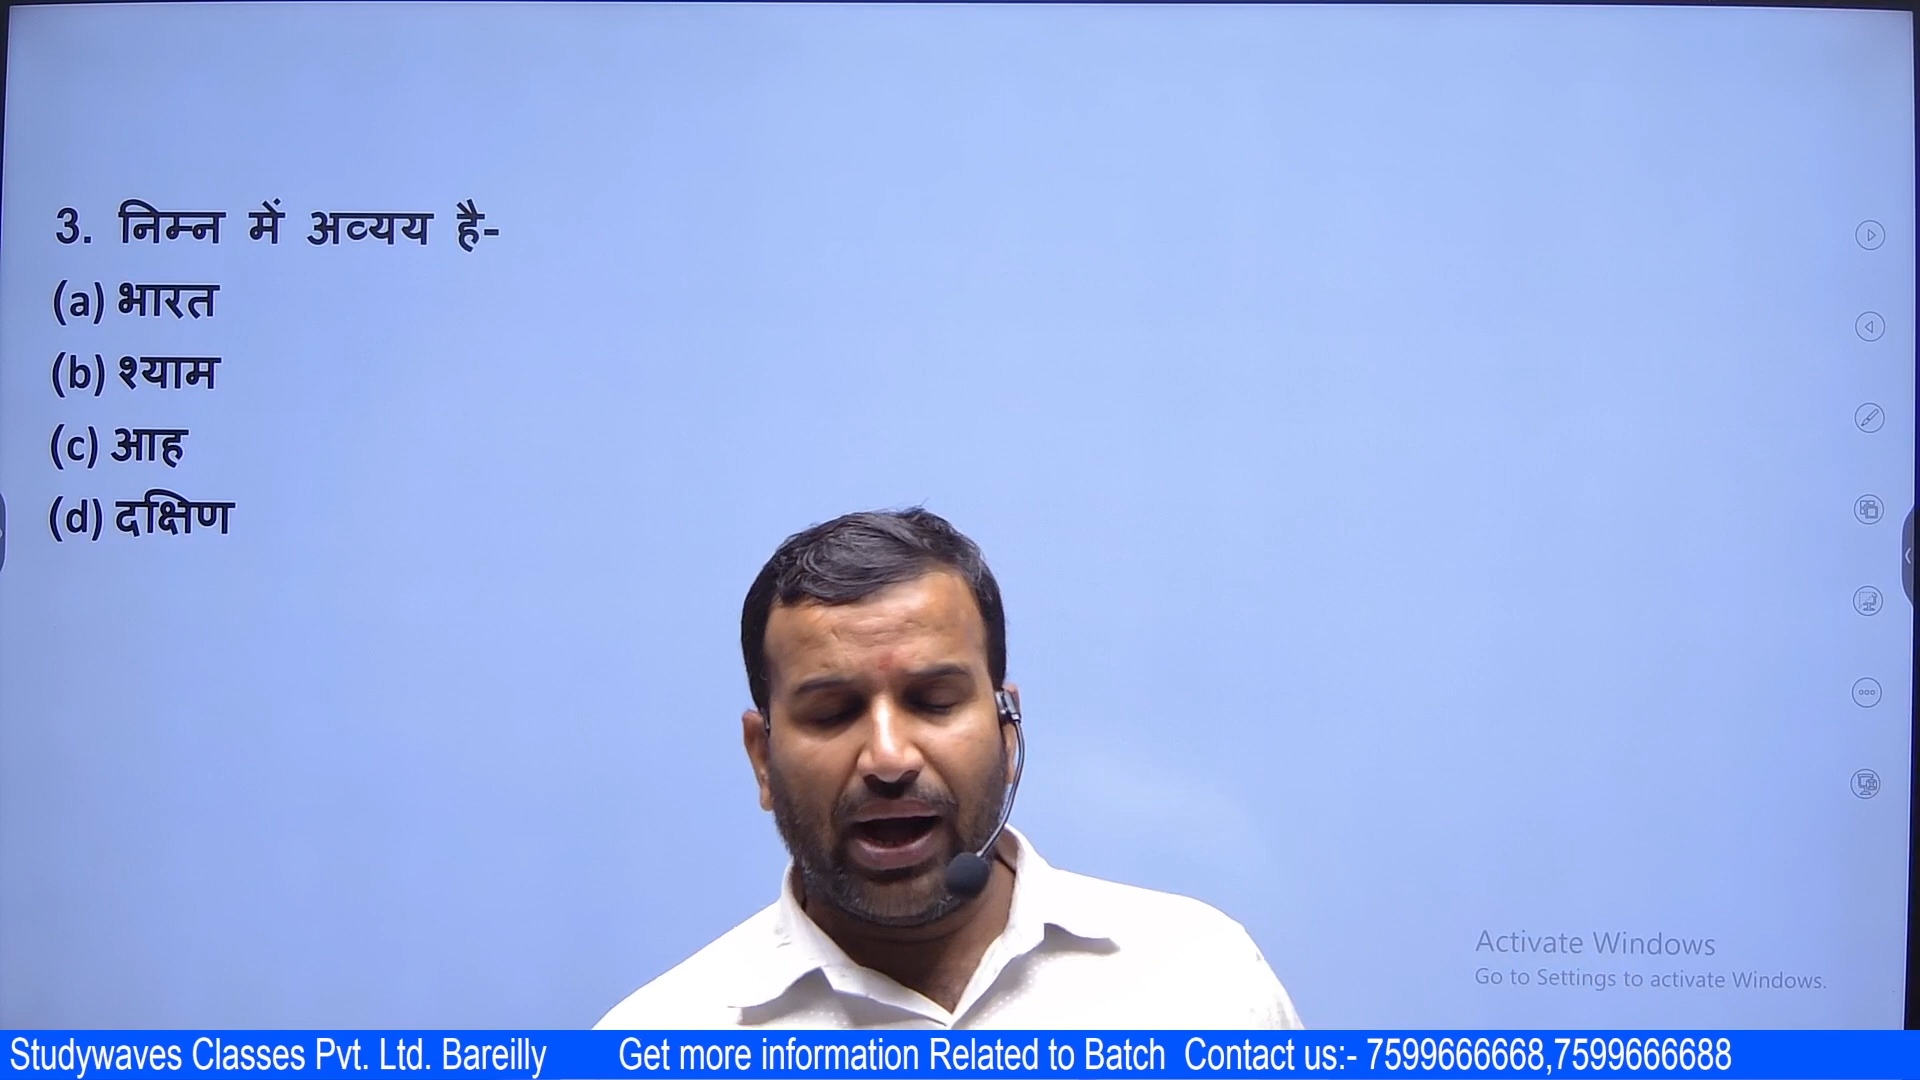 3. निम्न में अव्यय है-
(a) भारत
(b) श्याम
(c) आह
(d) दक्षिण
Activate Windows
Go to Settings to activate Windows.
Studywaves Classes Pvt. Ltd. Bareilly Get more information Related to Batch Contact us:- 7599666668,7599666688